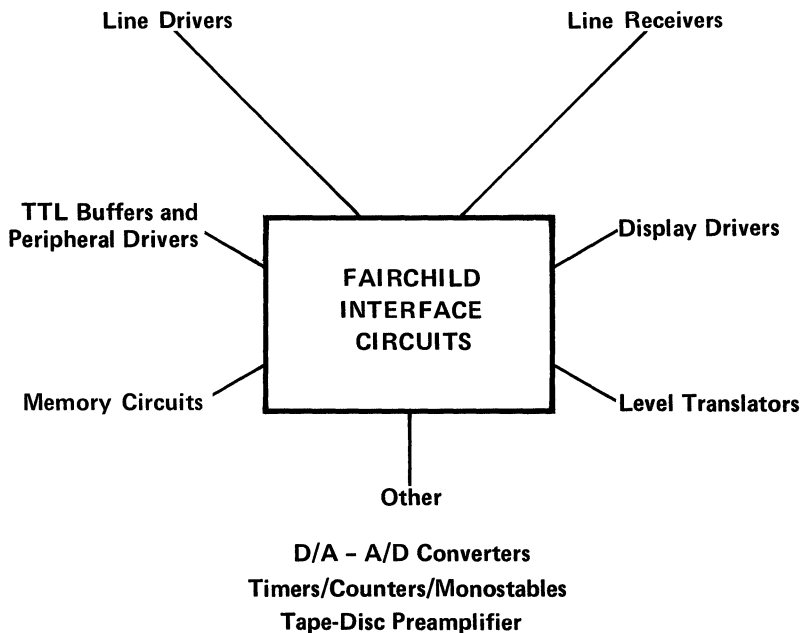 Line Drivers
Line Receivers
TTL Buffers and
Peripheral Drivers
Display Drivers
FAIRCHILD
INTERFACE
CIRCUITS
Memory Circuits
Level Translators
Other
D/A – A/D Converters
Timers/Counters/Monostables
Tape-Disc Preamplifier